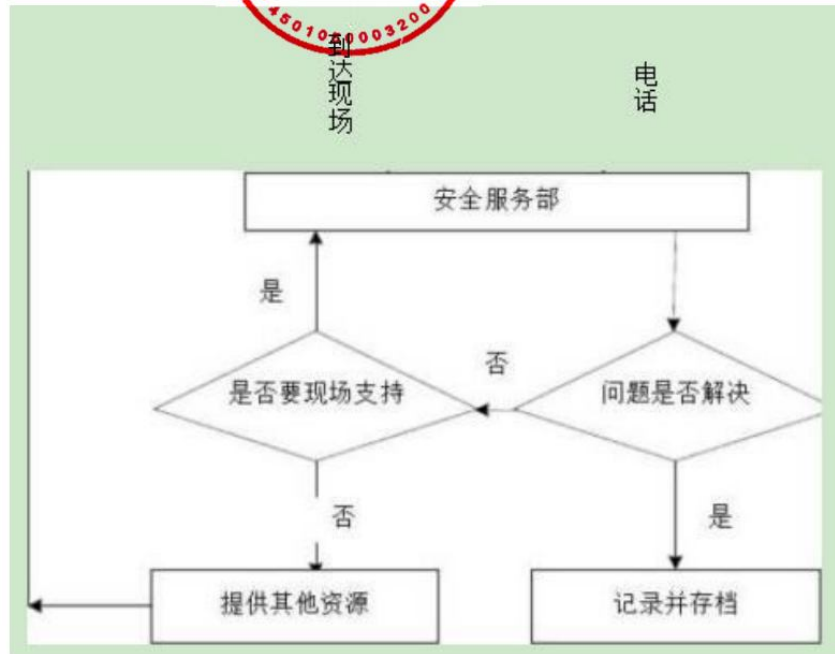 到达现场
电话
安全服务部
是
否
是否要现场支持
问题是否解决
否
是
提供其他资源
记录并存档